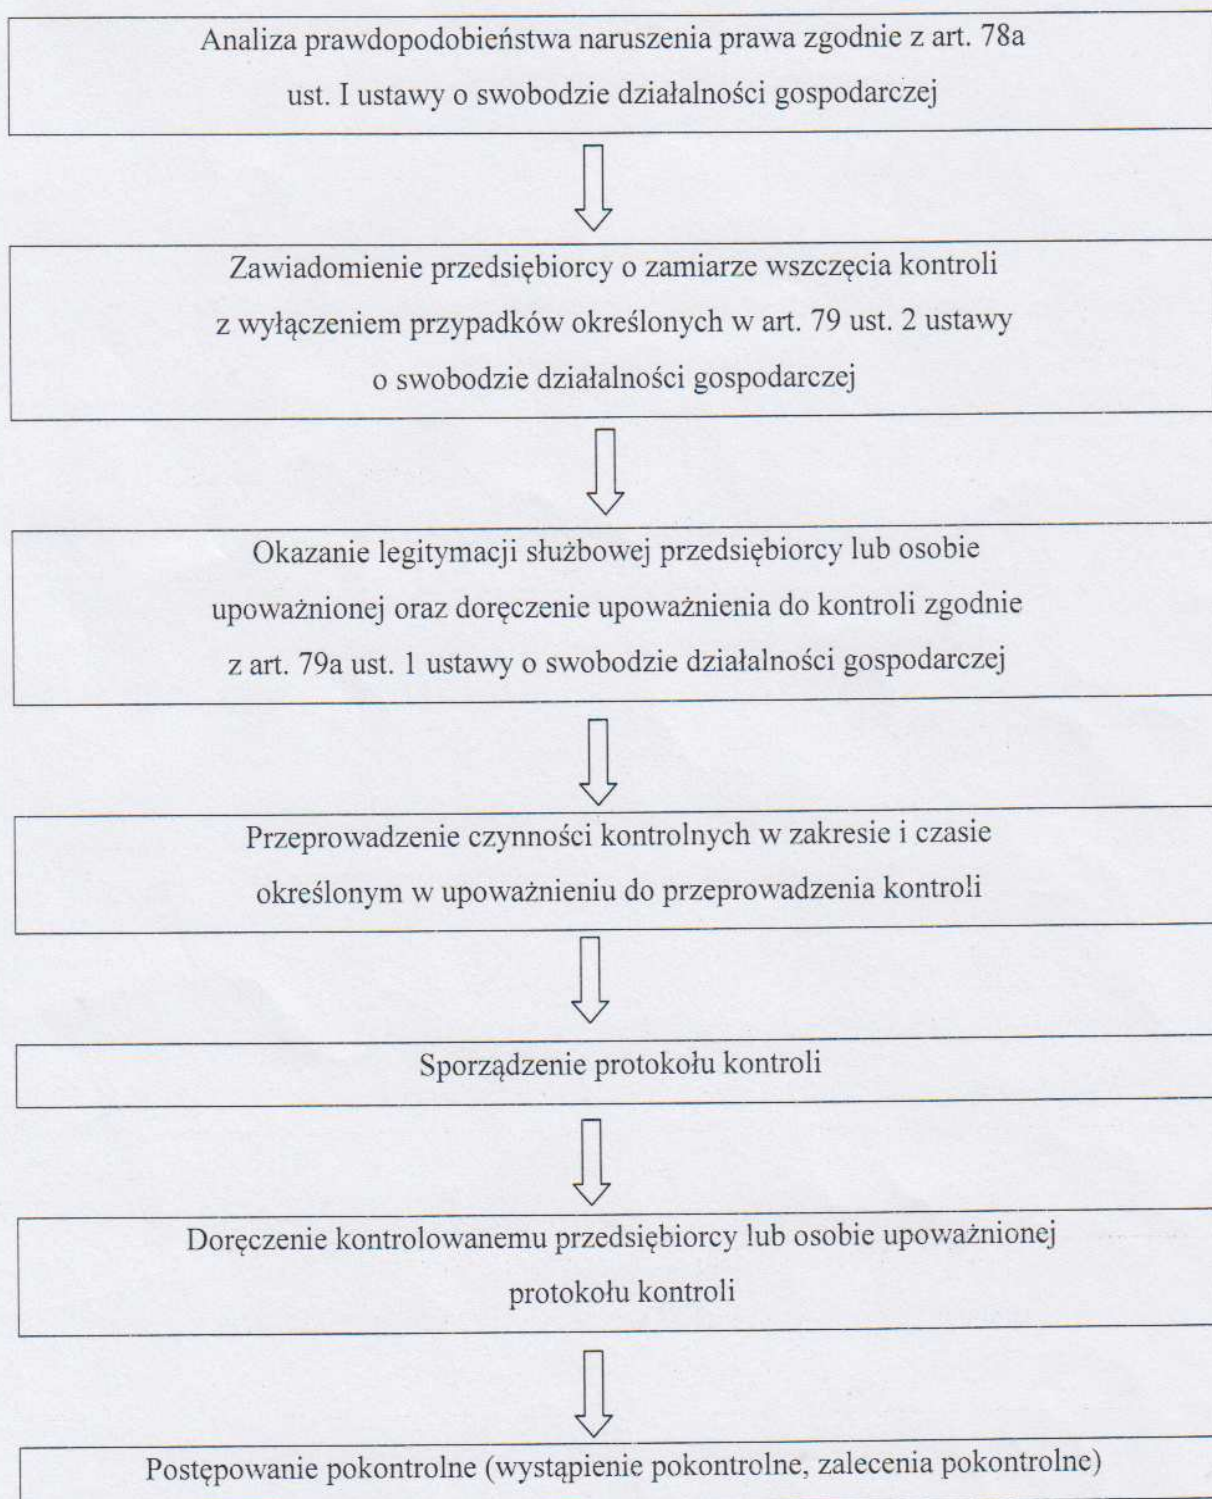 Analiza prawdopodobieństwa naruszenia prawa zgodnie z art. 78a
ust. I ustawy o swobodzie działalności gospodarczej
Zawiadomienie przedsiębiorcy o zamiarze wszczęcia kontroli
z wyłączeniem przypadków określonych w art. 79 ust. 2 ustawy
o swobodzie działalności gospodarczej
Okazanie legitymacji służbowej przedsiębiorcy lub osobie
upoważnionej oraz doręczenie upoważnienia do kontroli zgodnie
z art. 79a ust. 1 ustawy o swobodzie działalności gospodarczej
Przeprowadzenie czynności kontrolnych w zakresie i czasie
określonym w upoważnieniu do przeprowadzenia kontroli
Sporządzenie protokołu kontroli
Doręczenie kontrolowanemu przedsiębiorcy lub osobie upoważnionej
protokołu kontroli
Postępowanie pokontrolne (wystąpienie pokontrolne, zalecenia pokontrolne)